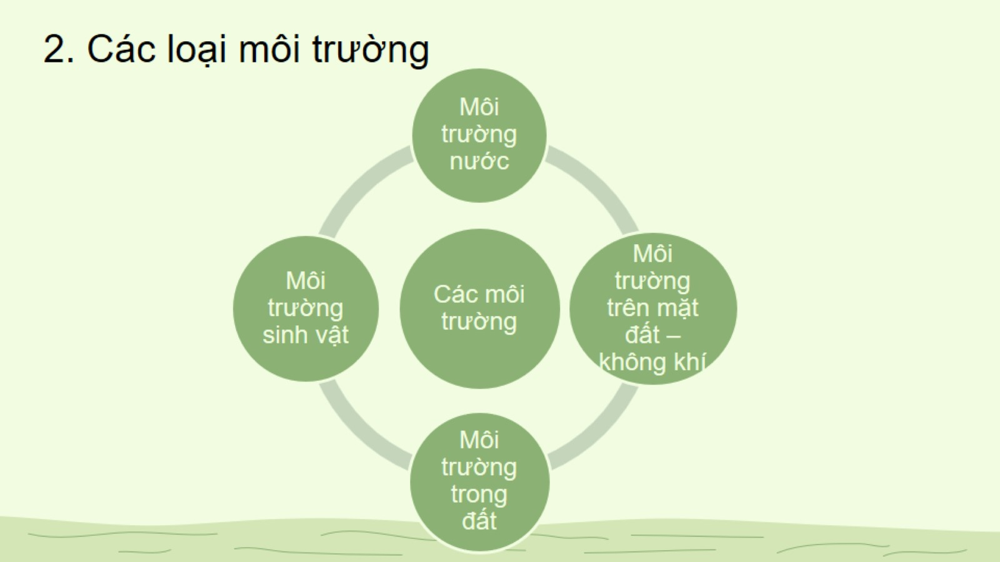 2. Các loại môi trường
Môi
trường
nước
Môi
trường
sinh vật
Các môi
trường
Môi
trường
trên mặt
đất –
không khí
Môi
trường
trong
đất